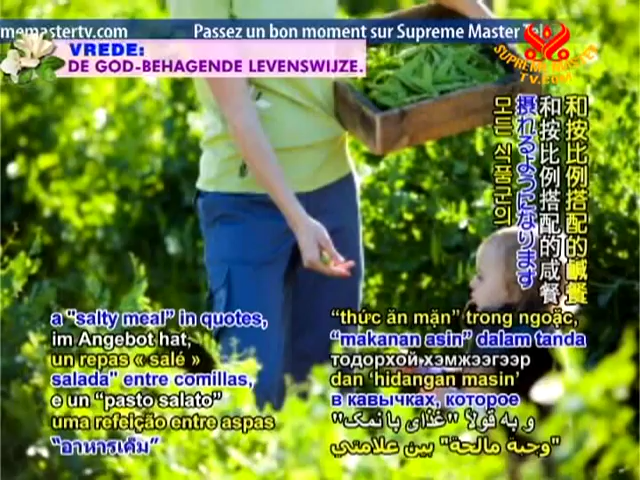 memastertv.com
Passez un bon moment sur Supreme Master Tel
VREDE:
DE GOD-BEHAGENDE LEVENSWIJZE.
SUPREME MASTER
TV.COM
和按比例搭配的鹹餐
和按比例搭配的咸餐
摂れるようになります
모든 식품군의
a "salty meal" in quotes,
im Angebot hat,
un repas « salé »
salada" entre comillas,
e un “pasto salato”
uma refeição entre aspas
“อาหารเค็ม”
“thức ăn mặn” trong ngoặc,
“makanan asin” dalam tanda
тодорхой хэмжээгээр
dan ‘hidangan masin’
в кавычках, которое
و به قولاً "غذای با نمک"
"وجبة مالحة" بين علامتي